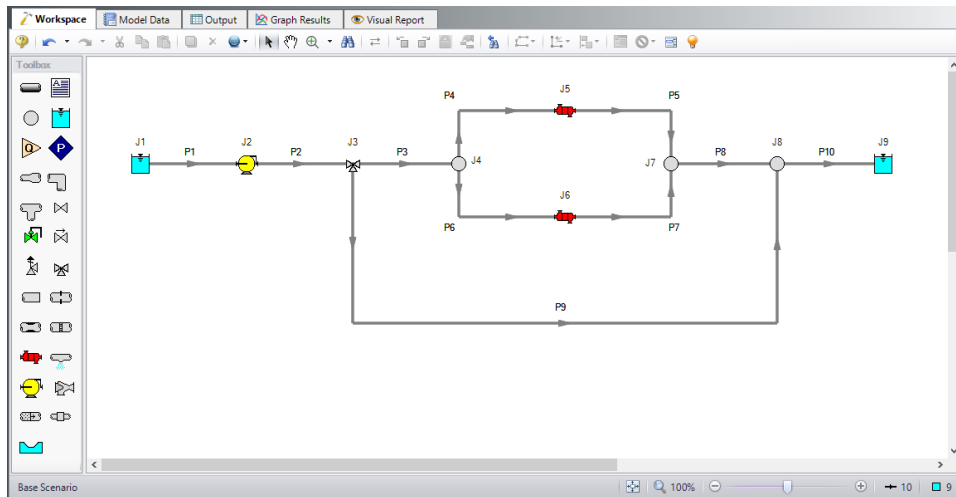 Workspace Model Data Output Graph Results Visual Report
Toolbox
A
Q P
P4 J5 P5
J1 P1 J2 P2 J3 P3 J4 J7 P8 J8 P10 J9
J6
P6 P7
P9
Base Scenario 100% 10 9